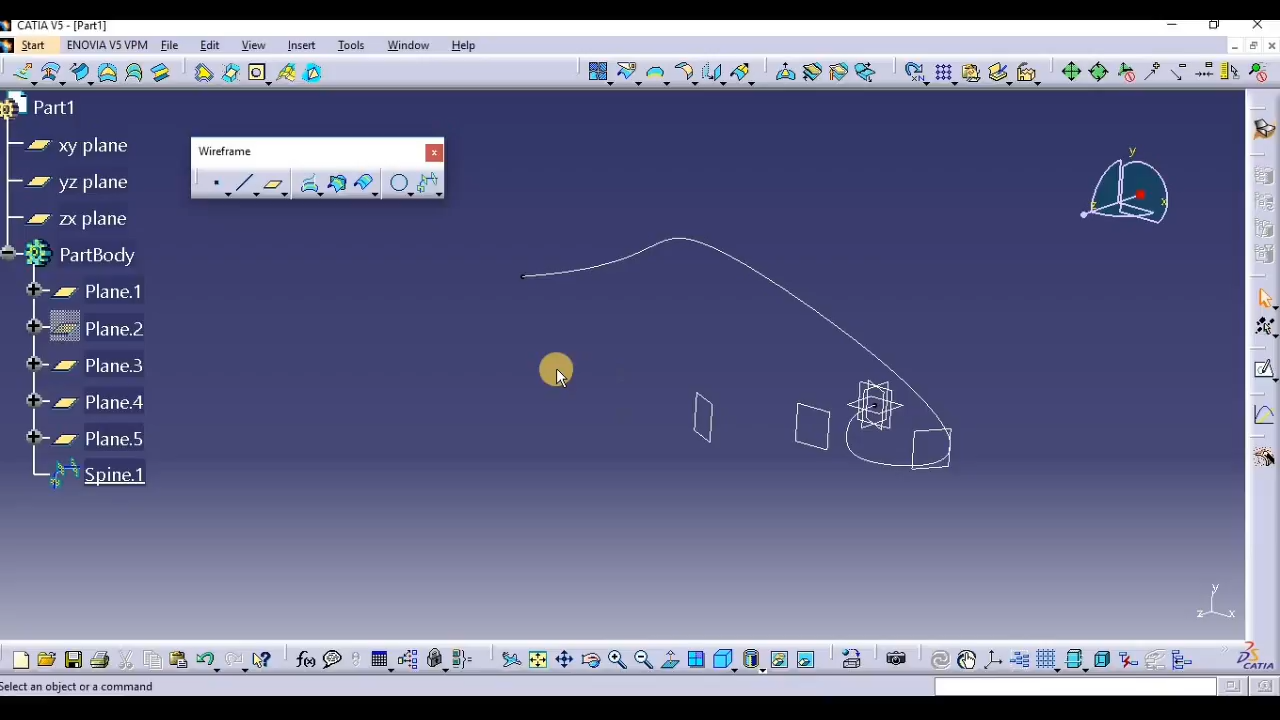 CATIA V5 - [Part1]
Start ENOVIA V5 VPM File Edit View Insert Tools Window Help
Part1
xy plane
yz plane
zx plane
PartBody
Plane.1
Plane.2
Plane.3
Plane.4
Plane.5
Spine.1
Wireframe
y
z x
y
z x
f(x)
CATIA
Select an object or a command